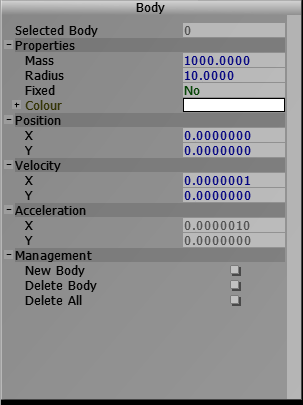 Body
Selected Body 0
Properties
Mass 1000.0000
Radius 10.0000
Fixed No
Colour
Position
X 0.0000000
Y 0.0000000
Velocity
X 0.0000001
Y 0.0000000
Acceleration
X 0.0000010
Y 0.0000000
Management
New Body
Delete Body
Delete All